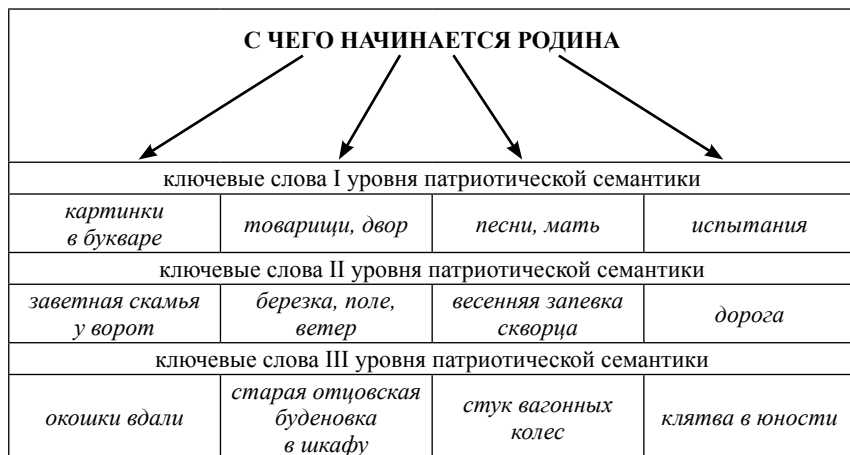 С ЧЕГО НАЧИНАЕТСЯ РОДИНА
ключевые слова I уровня патриотической семантики
картинки
в букваре
товарищи, двор
песни, мать
испытания
ключевые слова II уровня патриотической семантики
заветная скамья
у ворот
березка, поле,
ветер
весенняя запевка
скворца
дорога
ключевые слова III уровня патриотической семантики
окошки вдали
старая отцовская
буденовка
в шкафу
стук вагонных
колес
клятва в юности